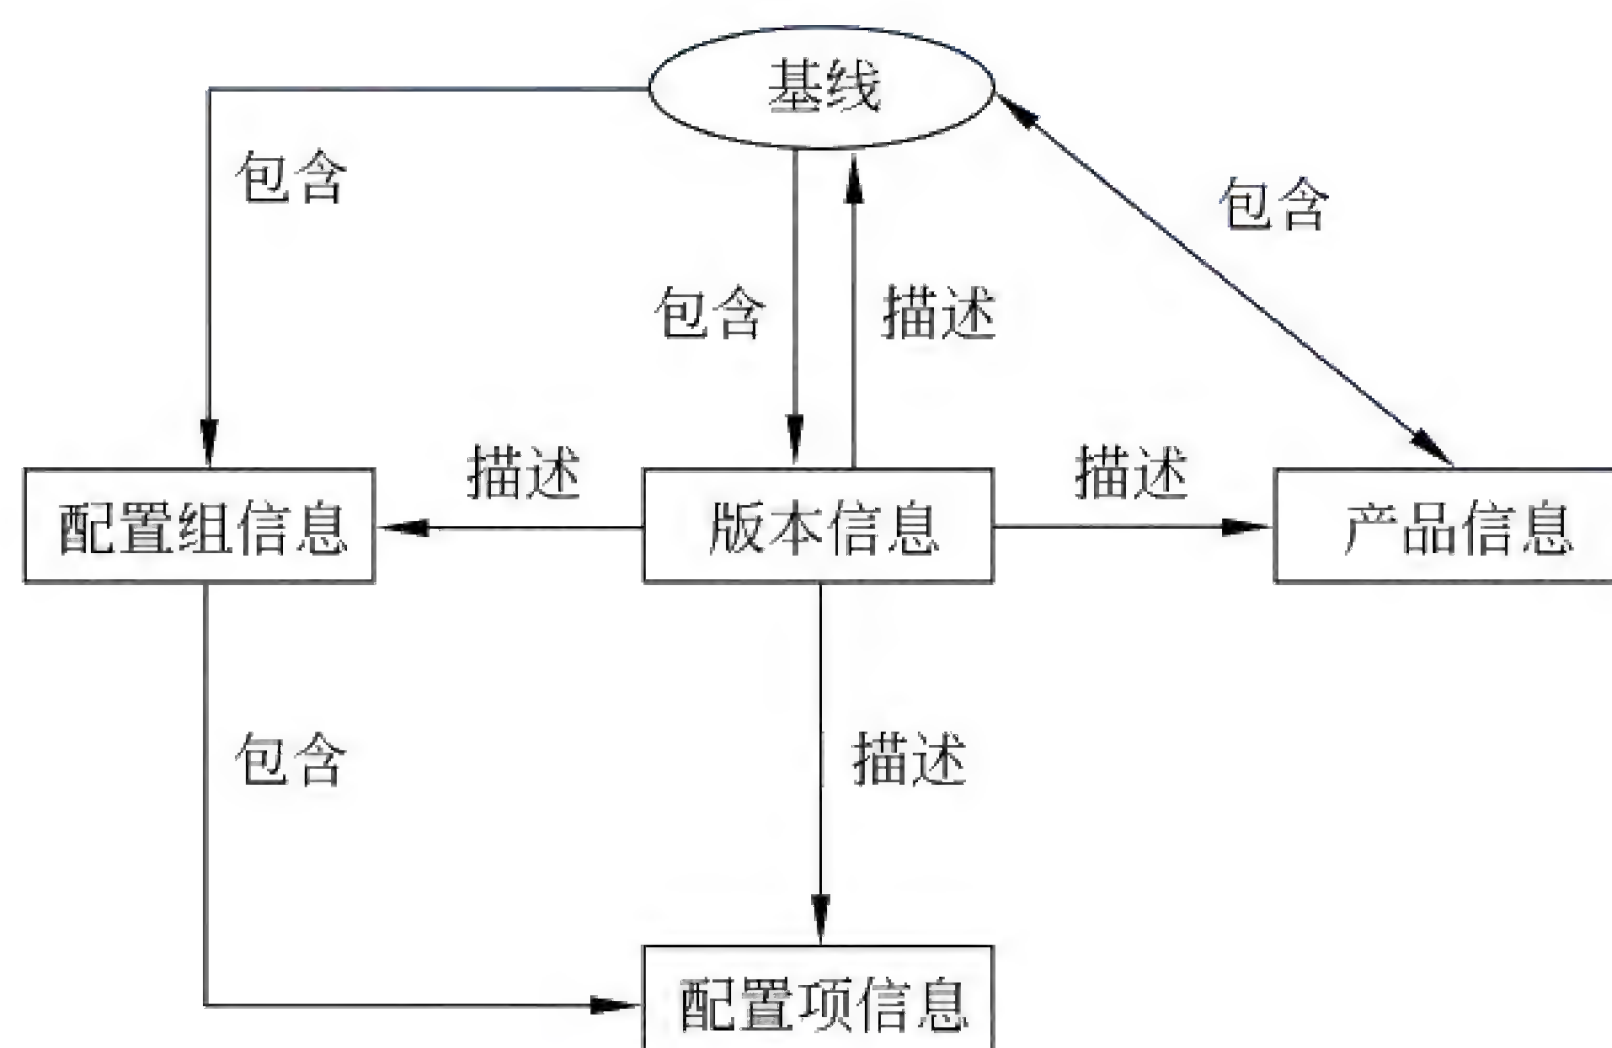 基线
包含
包含
包含
描述
描述
描述
配置组信息
版本信息
产品信息
包含
描述
配置项信息